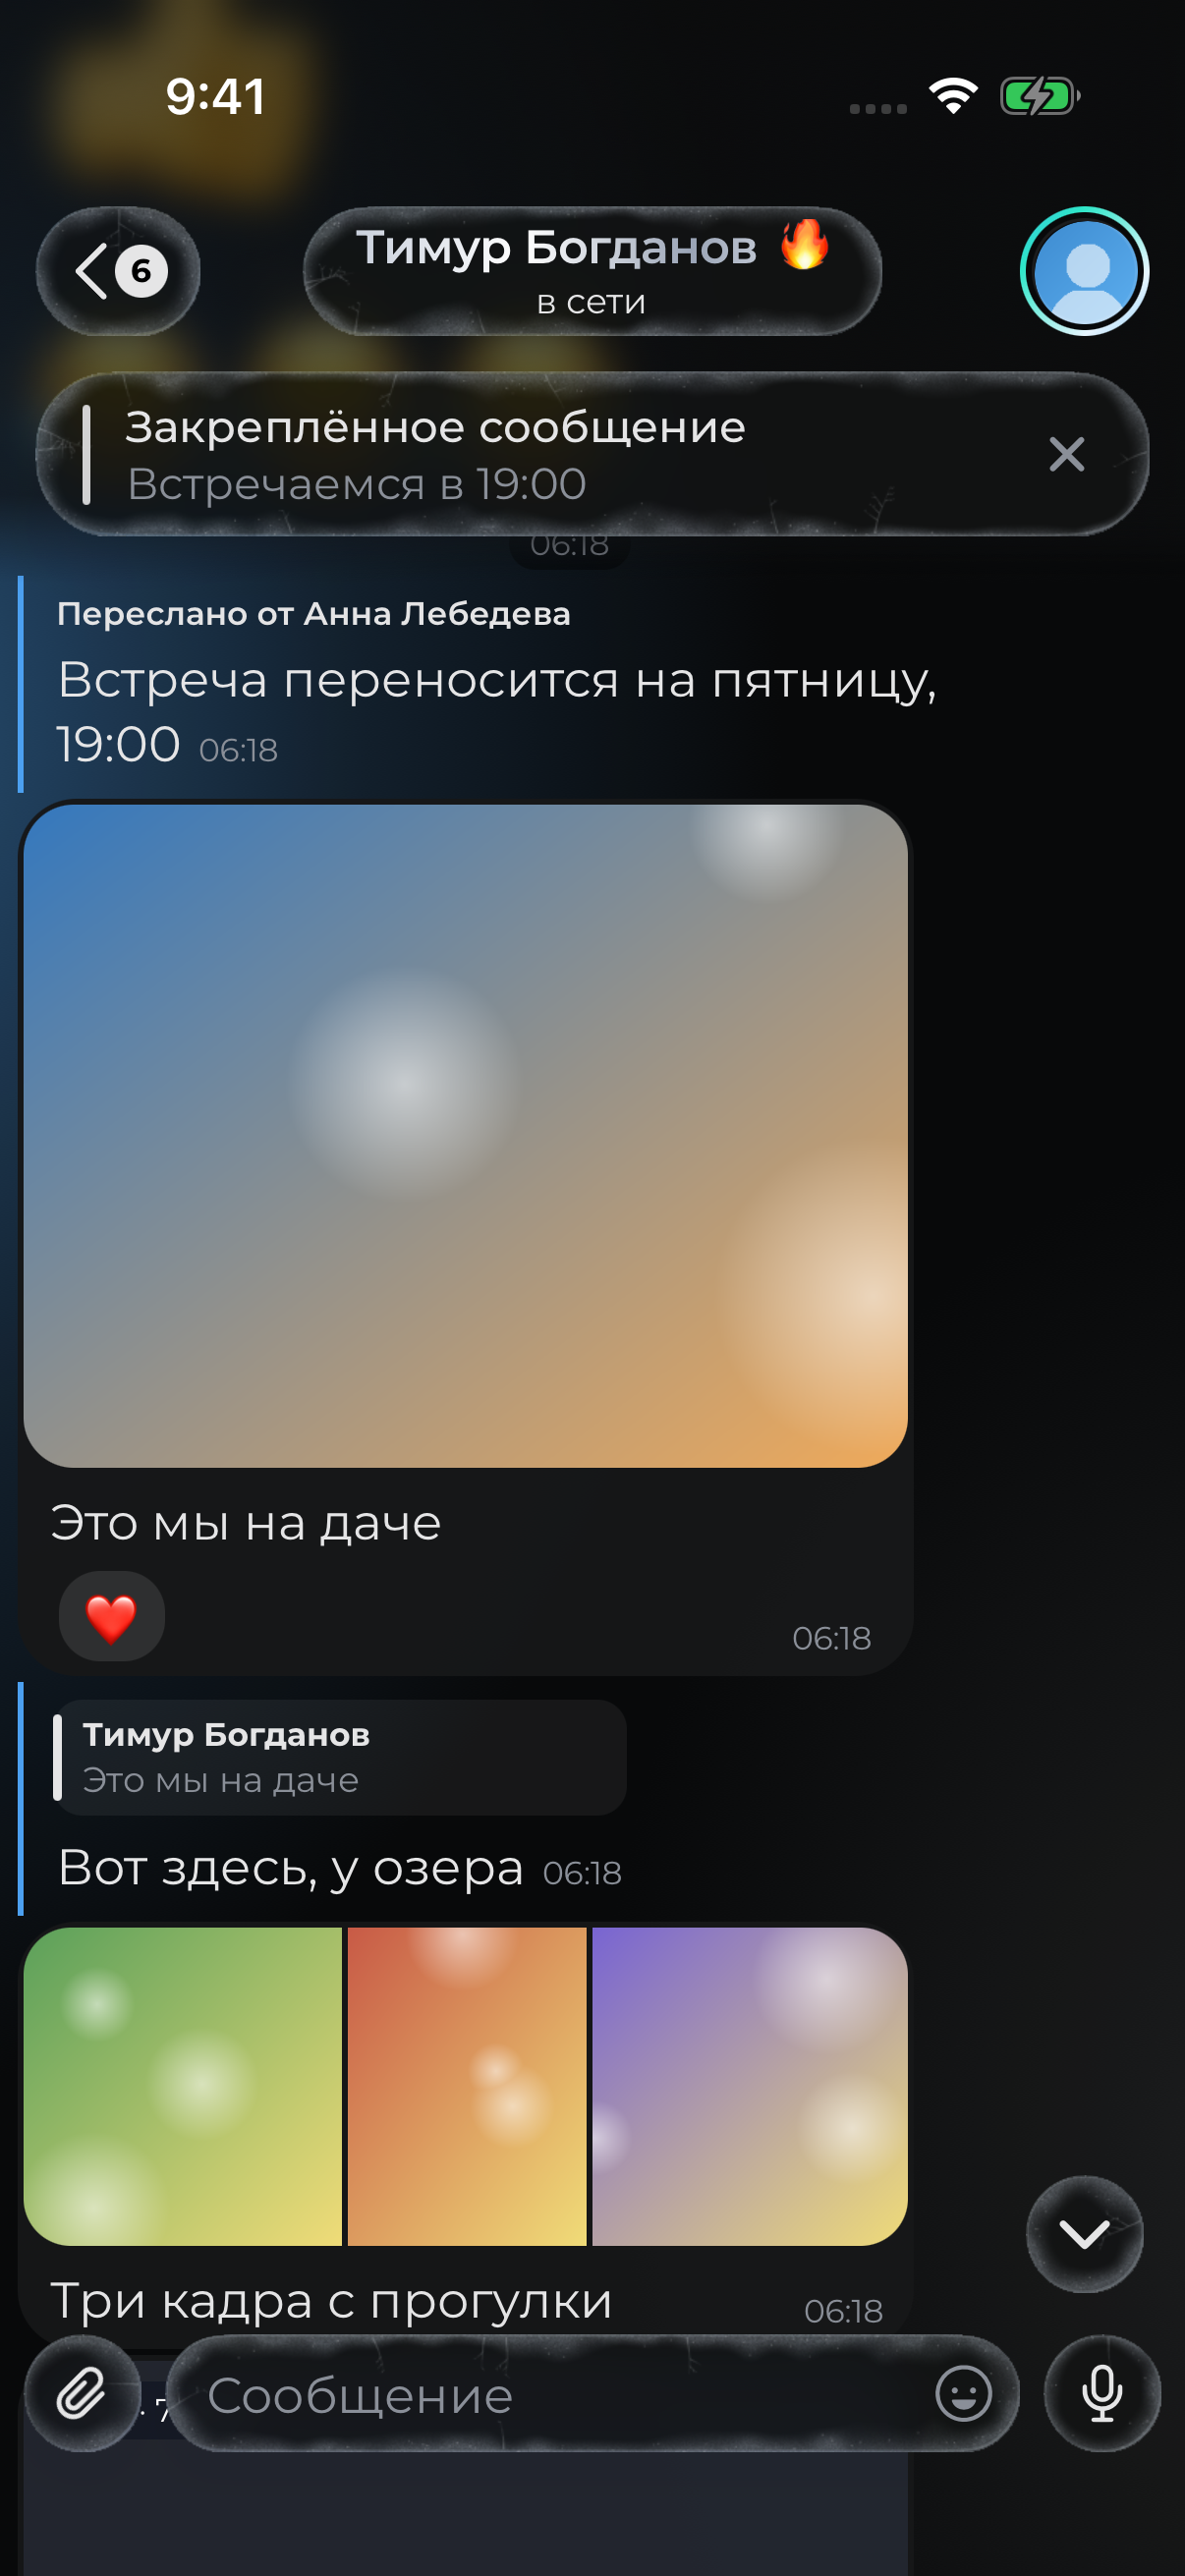 9:41
6
Тимур Богданов 🔥
в сети
Закреплённое сообщение
Встречаемся в 19:00
06:18
Переслано от Анна Лебедева
Встреча переносится на пятницу,
19:00 06:18
Это мы на даче
❤️
06:18
Тимур Богданов
Это мы на даче
Вот здесь, у озера 06:18
Три кадра с прогулки
06:18
Сообщение